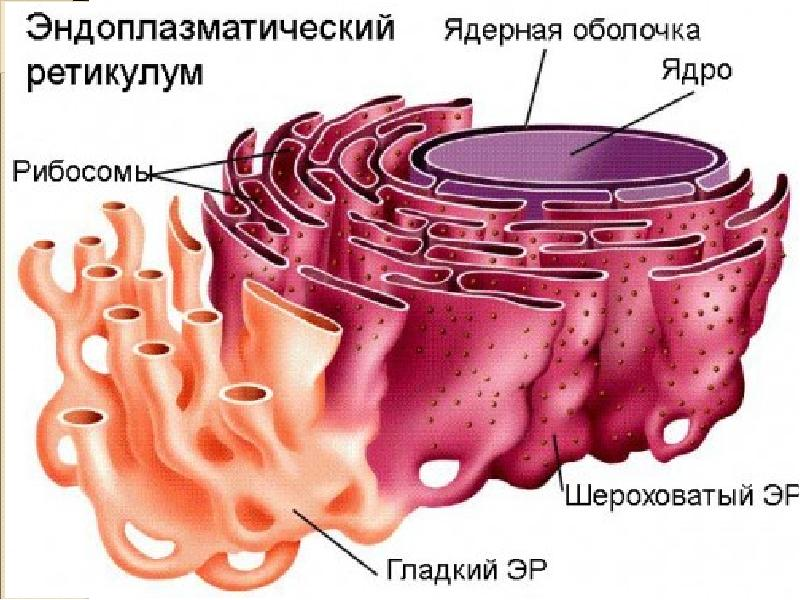 Эндоплазматический
ретикулум
Ядерная оболочка
Ядро
Рибосомы
Шероховатый ЭР
Гладкий ЭР